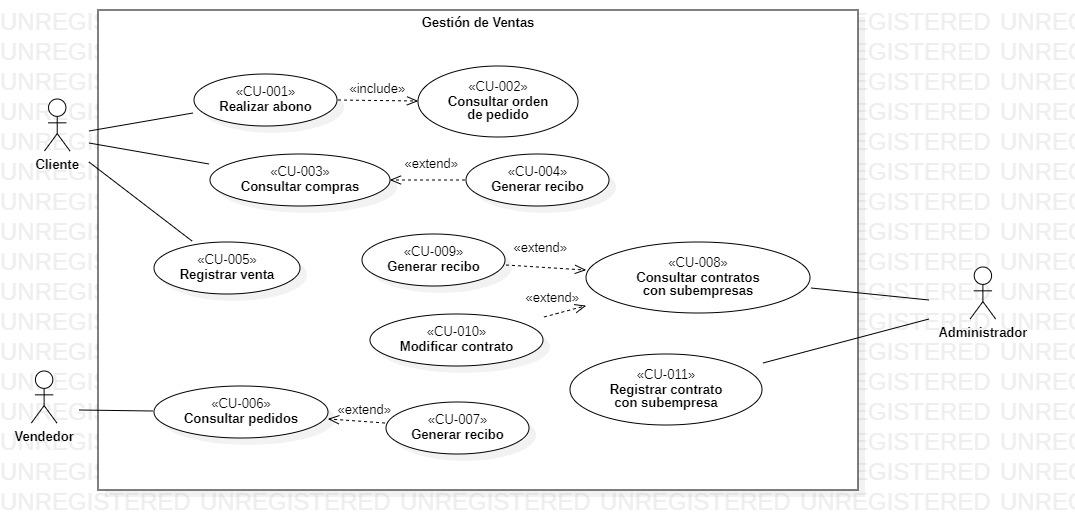 Gestión de Ventas
«CU-001»
Realizar abono
«include»
«CU-002»
Consultar orden
de pedido
Cliente
«CU-003»
Consultar compras
«extend»
«CU-004»
Generar recibo
«CU-005»
Registrar venta
«CU-009»
Generar recibo
«extend»
«CU-008»
Consultar contratos
con subempresas
«extend»
«CU-010»
Modificar contrato
Administrador
«CU-011»
Registrar contrato
con subempresa
Vendedor
«CU-006»
Consultar pedidos
«extend»
«CU-007»
Generar recibo
UNREGISTERED UNREGISTERED UNREGISTERED UNREGISTERED UNREGISTERED UNRE